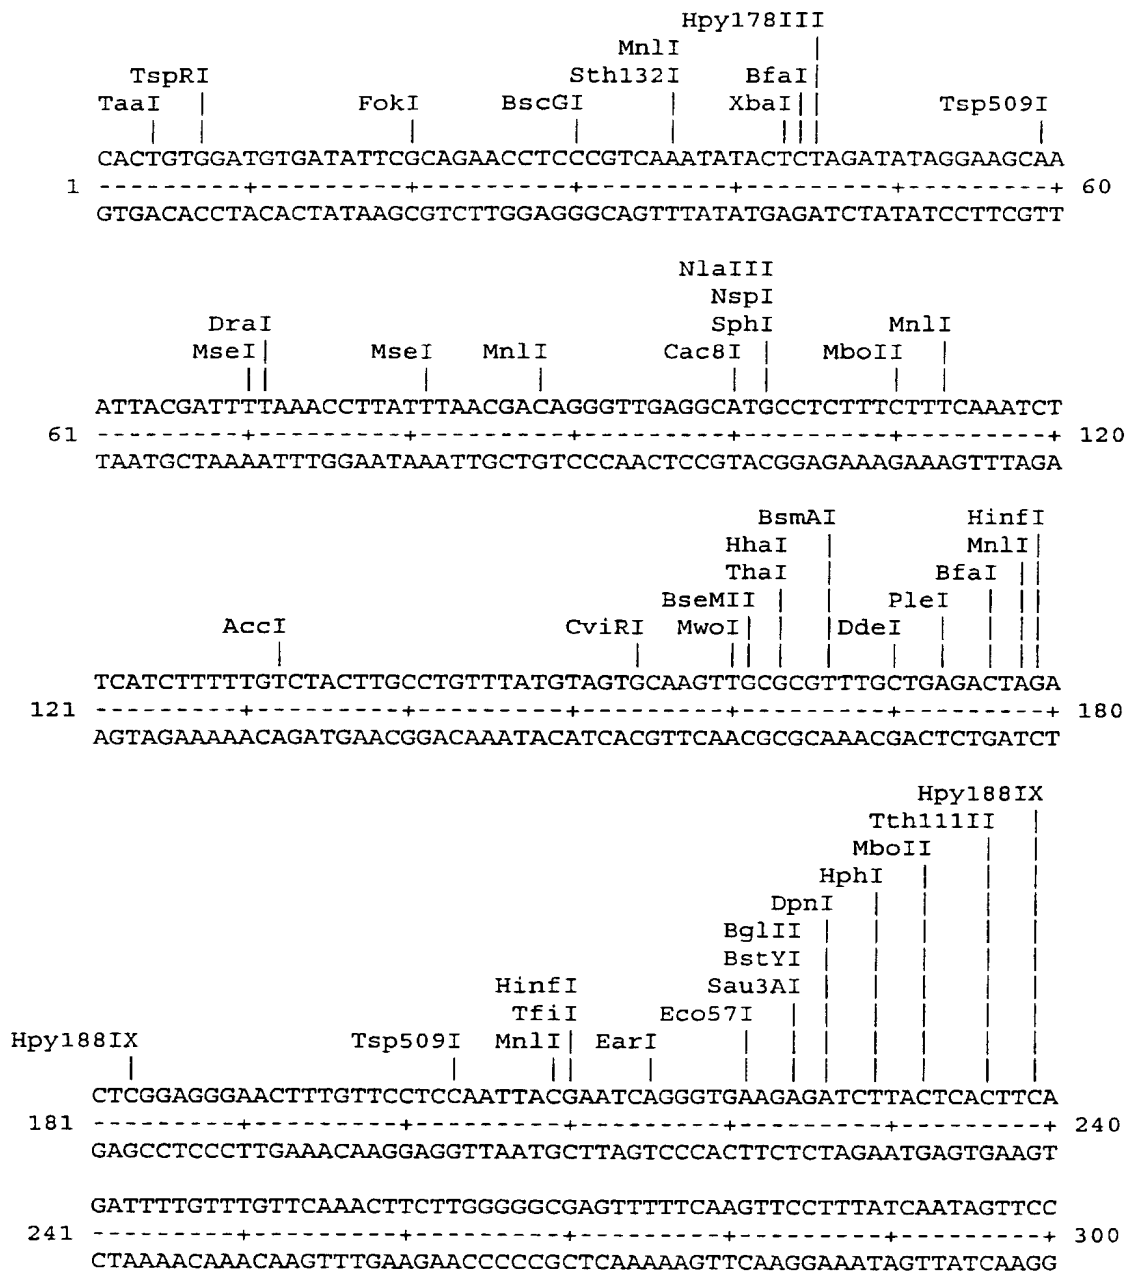 Hpy178III
MnlI
TspRI Sth132I BfaI
TaaI FokI BscGI XbaI Tsp509I
CACTGTGGATGTGATATTCGCAGAACCTCCCGTCAAATATACTCTAGATATAGGAAGCAA
1 ---------+---------+---------+---------+---------+---------+ 60
GTGACACCTACACTATAAGCGTCTTGGAGGGCAGTTTATATGAGATCTATATCCTTCGTT
NlaIII
NspI
DraI SphI MnlI
MseI MseI MnlI Cac8I MboII
ATTACGATTTTTAAACCTTATTTAACGACAGGGTTGAGGCATGCCTCTTTCTTTCAAATCT
61 ---------+---------+---------+---------+---------+---------+ 120
TAATGCTAAAAATTTGGAATAAATTGCTGTCCCAACTCCGTACGGAGAAAGAAAGTTTAGA
BsmAI HinfI
HhaI MnlI
ThaI BfaI
BseMII PleI
AccI CviRI MwoI DdeI
TCATCTTTTTGTCTACTTGCCTGTTTATGTAGTGCAAGTTGCGCGTTTGCTGAGACTAGA
121 ---------+---------+---------+---------+---------+---------+ 180
AGTAGAAAAACAGATGAACGGACAAATACATCACGTTCAACGCGCAAACGACTCTGATCT
Hpy188IX
Tth111II
MboII
HphI
DpnI
BglII
BstYI
HinfI Sau3AI
TfiI Eco57I
Hpy188IX Tsp509I MnlI EarI
CTCGGAGGGAACTTTGTTCCTCCAATTACGAATCAGGGTGAAGAGATCTTACTCACTTCA
181 ---------+---------+---------+---------+---------+---------+ 240
GAGCCTCCCTTGAAACAAGGAGGTTAATGCTTAGTCCCACTTCTCTAGAATGAGTGAAGT
GATTTTGTTTGTTCAAACTTCTTGGGGGCGAGTTTTTCAAGTTCCTTTATCAATAGTTCC
241 ---------+---------+---------+---------+---------+---------+ 300
CTAAAACAAACAAGTTTGAAGAACCCCCGCTCAAAAAGTTCAAGGAAATAGTTATCAAGG